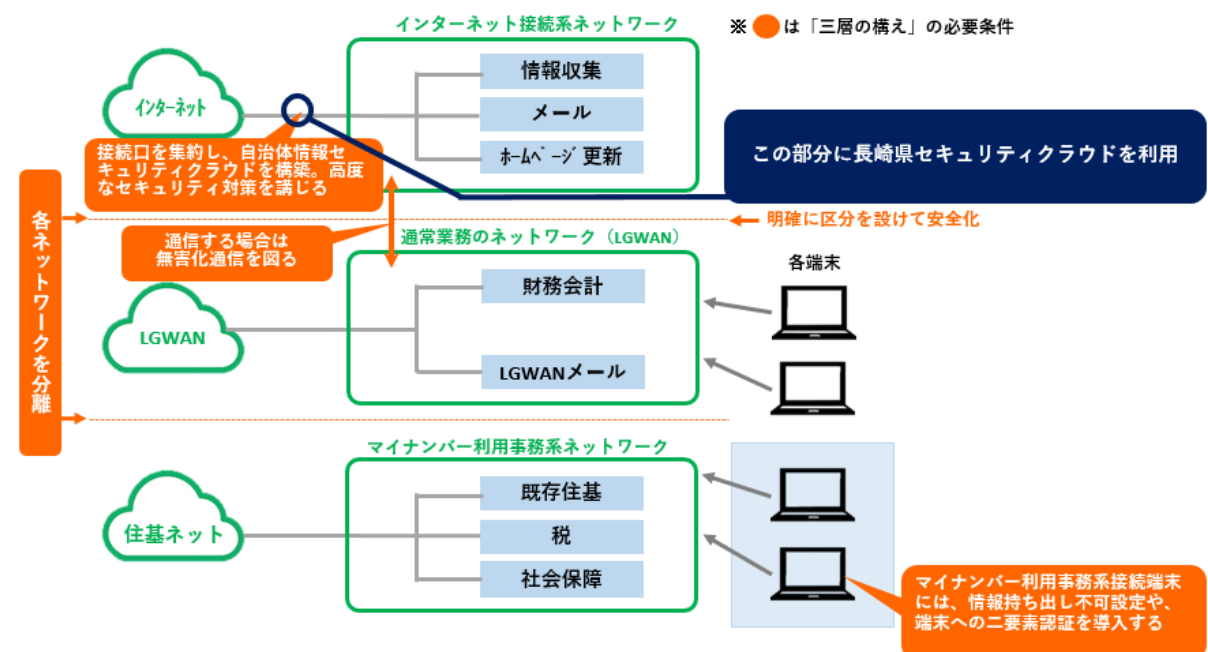 インターネット接続系ネットワーク
※ は「三層の構え」の必要条件
インターネット
情報収集
メール
ホームページ 更新
接続口を集約し、自治体情報セ
キュリティクラウドを構築。高度
なセキュリティ対策を講じる
この部分に長崎県セキュリティクラウドを利用
各ネットワークを分離
明確に区分を設けて安全化
通信する場合は
無害化通信を図る
通常業務のネットワーク（LGWAN）
各端末
LGWAN
財務会計
LGWANメール
マイナンバー利用事務系ネットワーク
住基ネット
既存住基
税
社会保障
マイナンバー利用事務系接続端末
には、情報持ち出し不可設定や、
端末への二要素認証を導入する